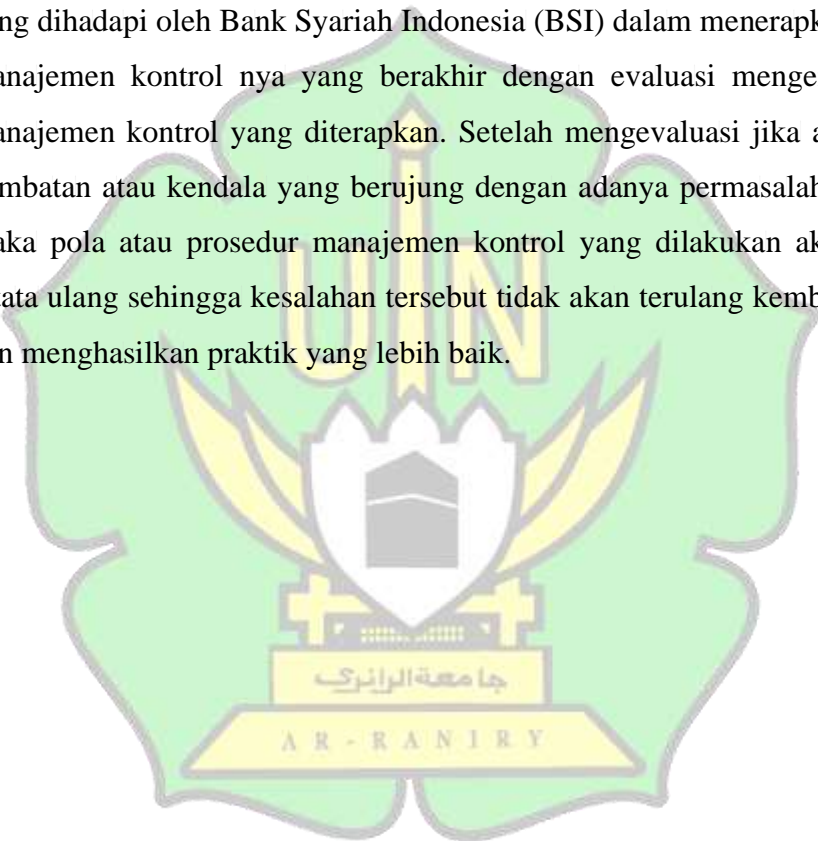 ng dihadapi oleh Bank Syariah Indonesia (BSI) dalam menerapk
anajemen kontrol nya yang berakhir dengan evaluasi menge
anajemen kontrol yang diterapkan. Setelah mengevaluasi jika a
mbatan atau kendala yang berujung dengan adanya permasalah
aka pola atau prosedur manajemen kontrol yang dilakukan ak
ata ulang sehingga kesalahan tersebut tidak akan terulang kemb
n menghasilkan praktik yang lebih baik.
UIN
جامعة الرانري
AR-RANIRY